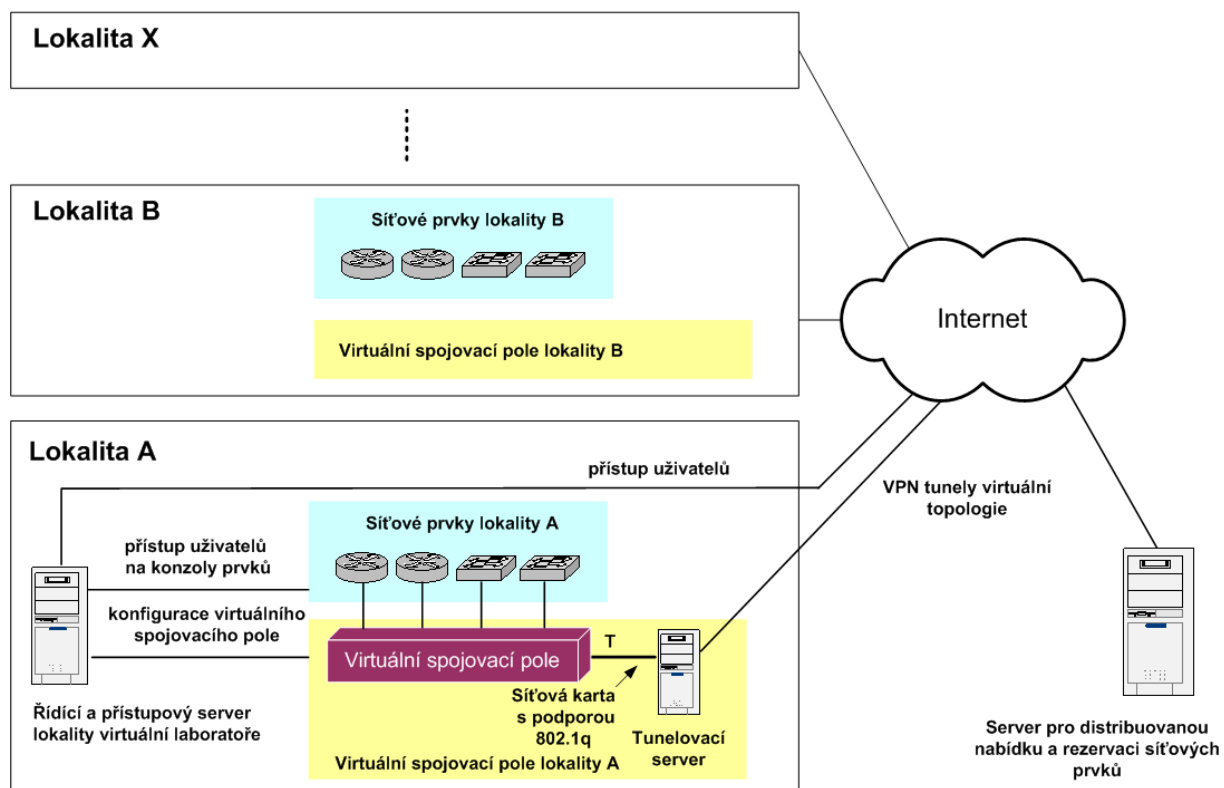 Lokalita X
Lokalita B
Síťové prvky lokality B
Virtuální spojovací pole lokality B
Internet
Lokalita A
přístup uživatelů
VPN tunely virtuální
topologie
Síťové prvky lokality A
přístup uživatelů
na konzoly prvků
konfigurace virtuálního
spojovacího pole
Virtuální spojovací pole
T
Síťová karta
s podporou
802.1q
Tunelovací
server
Virtuální spojovací pole lokality A
Řídící a přístupový server
lokality virtuální laboratoře
Server pro distribuovanou
nabídku a rezervaci síťových
prvků